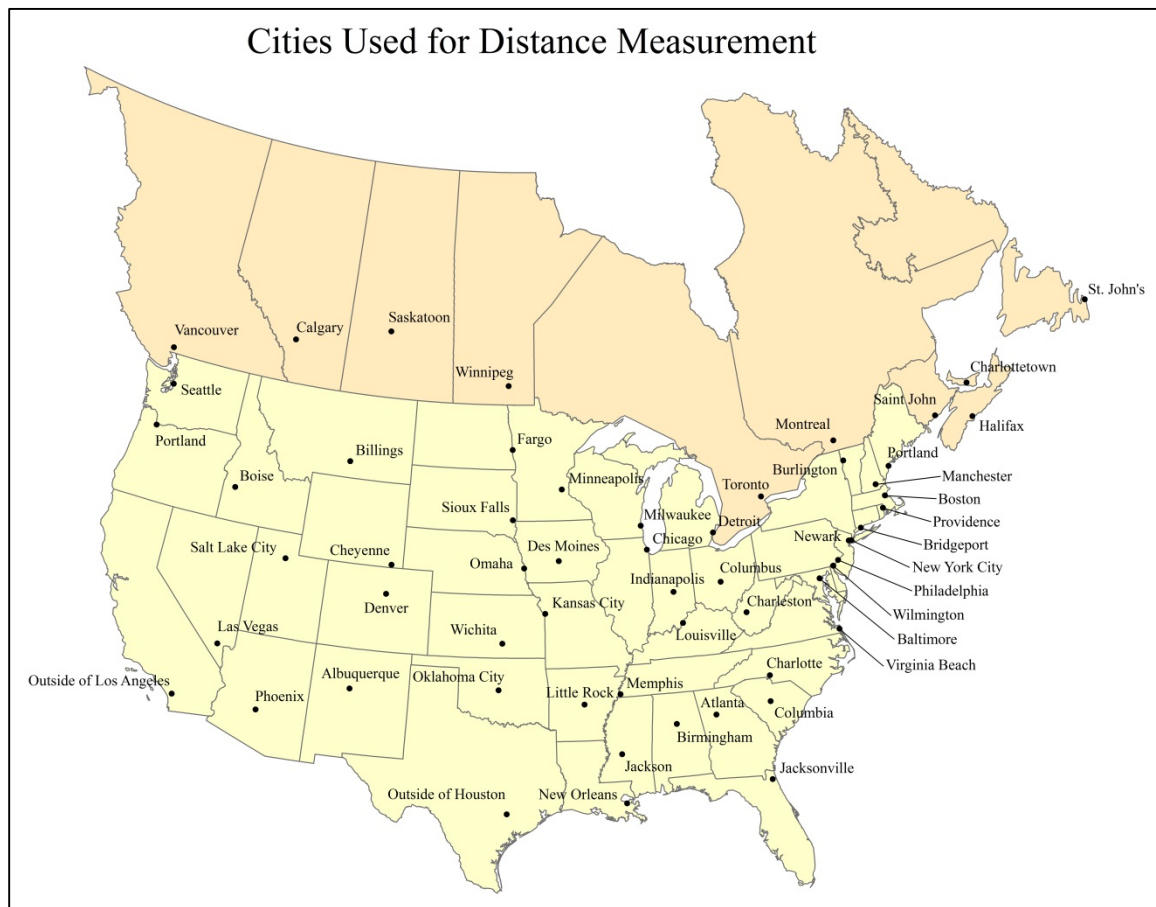 Cities Used for Distance Measurement
St. John's
Vancouver
Calgary
Saskatoon
Winnipeg
Charlottetown
Seattle
Saint John
Halifax
Montreal
Portland
Fargo
Portland
Billings
Burlington
Boise
Minneapolis
Toronto
Manchester
Boston
Sioux Falls
Milwaukee
Detroit
Providence
Newark
Chicago
Bridgeport
Salt Lake City
Cheyenne
Des Moines
Omaha
New York City
Indianapolis
Columbus
Philadelphia
Denver
Kansas City
Charleston
Wilmington
Las Vegas
Wichita
Louisville
Baltimore
Virginia Beach
Outside of Los Angeles
Albuquerque
Oklahoma City
Charlotte
Phoenix
Little Rock
Memphis
Atlanta
Columbia
Birmingham
Jackson
Jacksonville
Outside of Houston
New Orleans